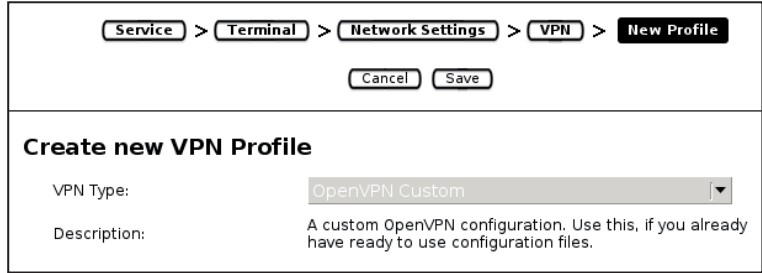 Service > Terminal > Network Settings > VPN > New Profile
Cancel Save
Create new VPN Profile
VPN Type: OpenVPN Custom
Description: A custom OpenVPN configuration. Use this, if you already
have ready to use configuration files.